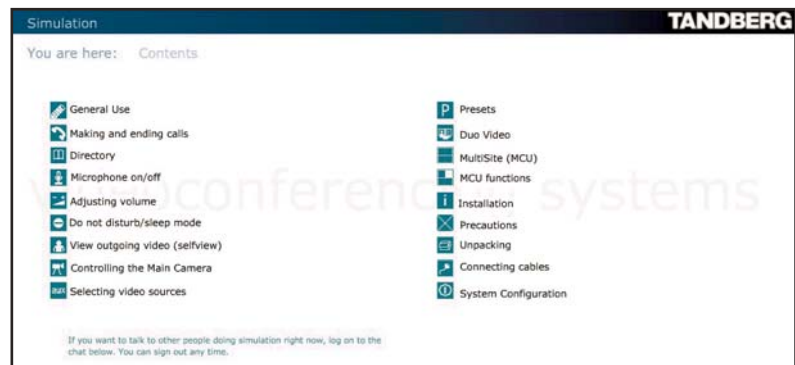 Simulation
TANDBERG
You are here: Contents
General Use
Making and ending calls
Directory
Microphone on/off
Adjusting volume
Do not disturb/sleep mode
View outgoing video (selfview)
Controlling the Main Camera
aux Selecting video sources
P Presets
Duo Video
MultiSite (MCU)
MCU functions
i Installation
Precautions
Unpacking
Connecting cables
System Configuration
videoconferencing systems
If you want to talk to other people doing simulation right now, log on to the
chat below. You can sign out any time.